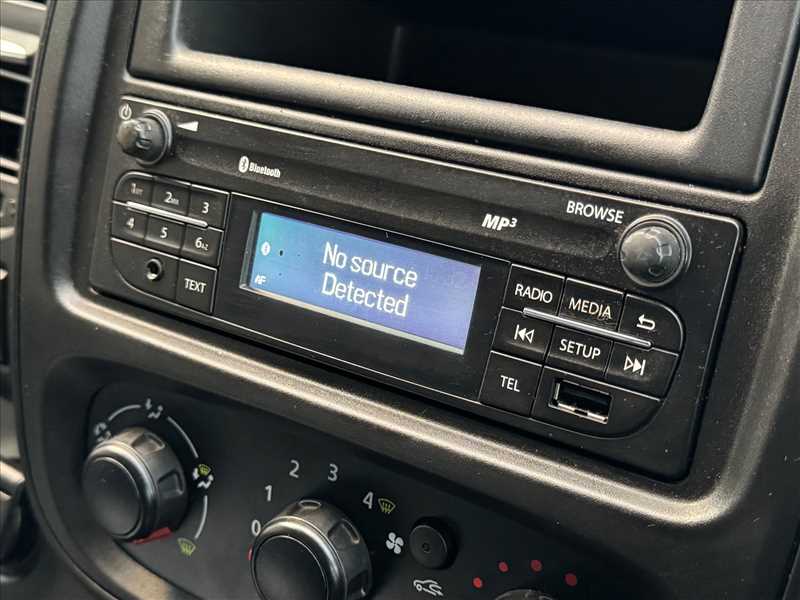 Bluetooth
MP3
BROWSE
1
2
3
4
5
6
TEXT
AF
No source
Detected
RADIO
MEDIA
SETUP
TEL
0
1
2
3
4